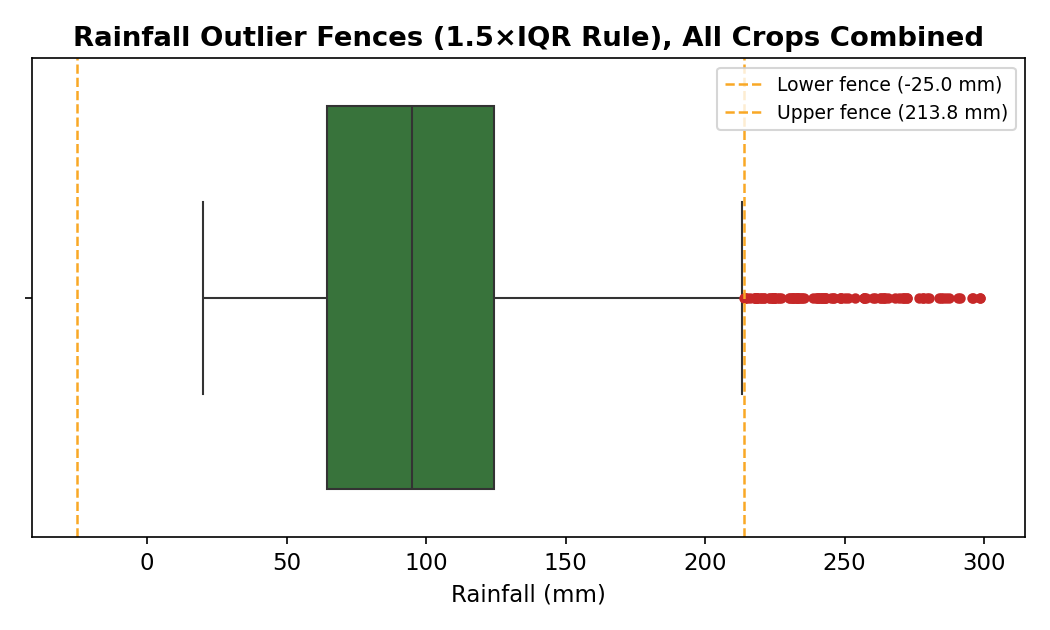 Rainfall Outlier Fences (1.5×IQR Rule), All Crops Combined
Lower fence (-25.0 mm)
Upper fence (213.8 mm)
0 50 100 150 200 250 300
Rainfall (mm)